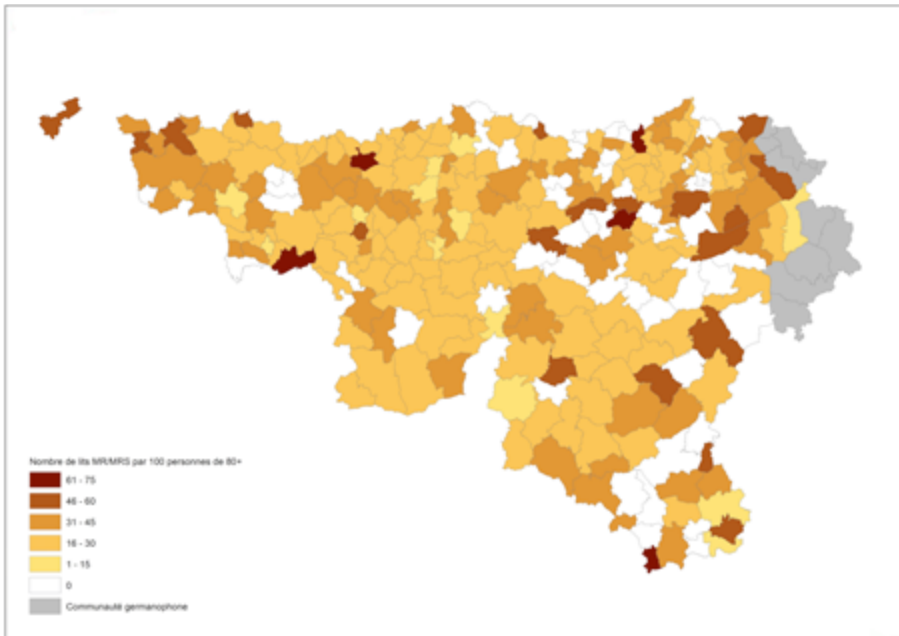 Nombre de lits MR/MRS par 100 personnes de 80+
61 - 75
46 - 60
31 - 45
16 - 30
1 - 15
0
Communauté germanophone